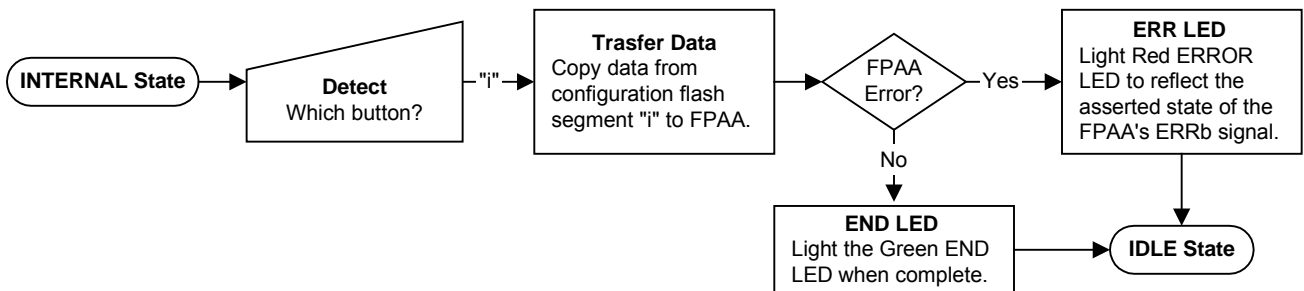 INTERNAL State
Detect
Which button?
"i"
Trasfer Data
Copy data from
configuration flash
segment "i" to FPAA.
FPAA
Error?
Yes
ERR LED
Light Red ERROR
LED to reflect the
asserted state of the
FPAA's ERRb signal.
No
END LED
Light the Green END
LED when complete.
IDLE State